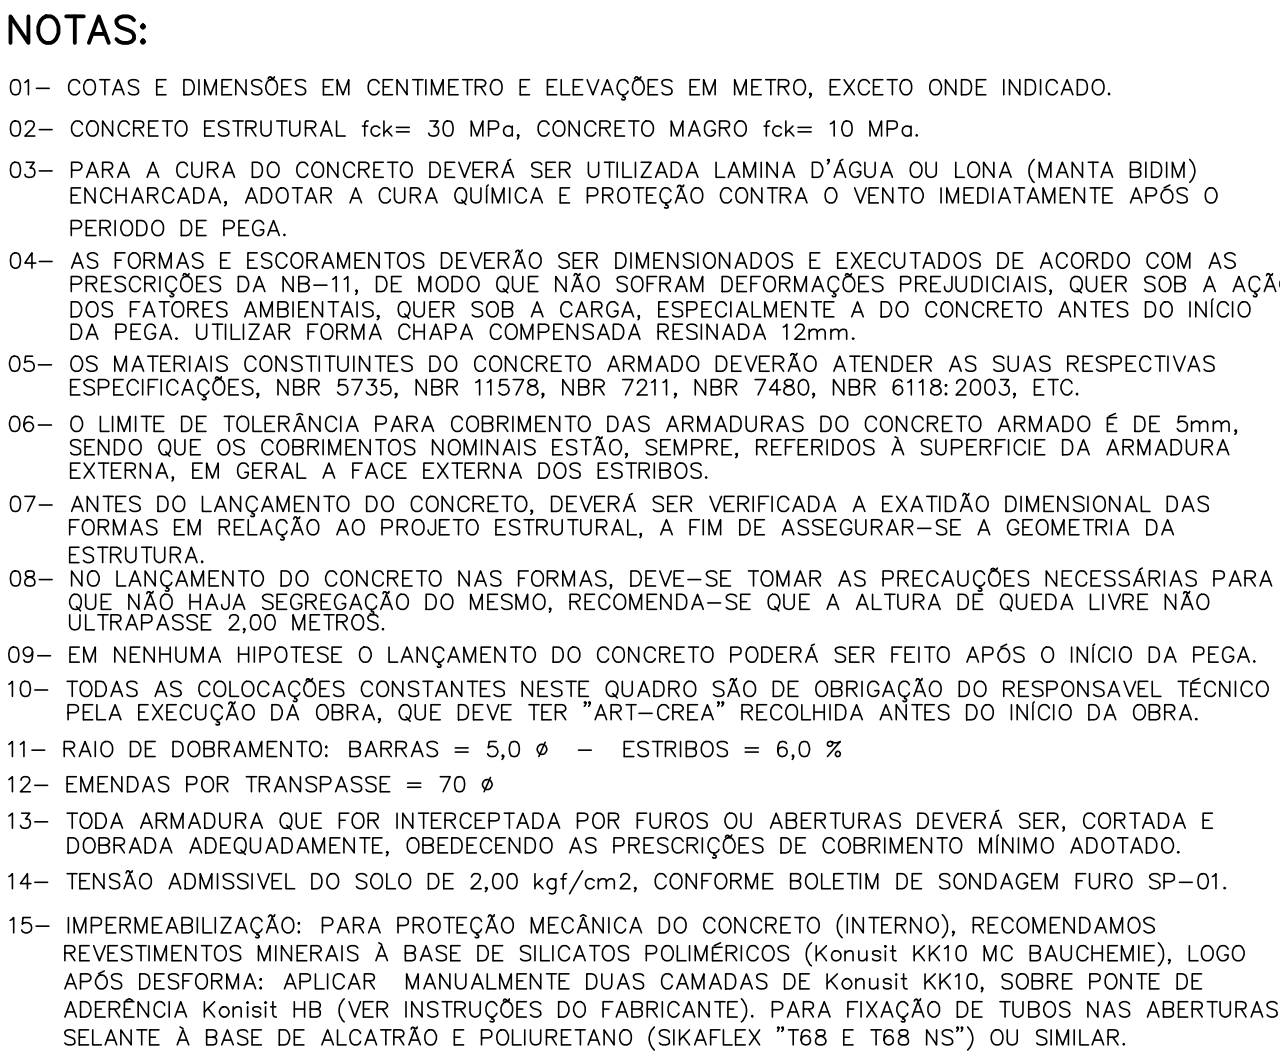 NOTAS:
01- COTAS E DIMENSÕES EM CENTIMETRO E ELEVAÇÕES EM METRO, EXCETO ONDE INDICADO.
02- CONCRETO ESTRUTURAL fck= 30 MPa, CONCRETO MAGRO fck= 10 MPa.
03- PARA A CURA DO CONCRETO DEVERÁ SER UTILIZADA LAMINA D'ÁGUA OU LONA (MANTA BIDIM)
ENCHARCADA, ADOTAR A CURA QUÍMICA E PROTEÇÃO CONTRA O VENTO IMEDIATAMENTE APÓS O
PERIODO DE PEGA.
04- AS FORMAS E ESCORAMENTOS DEVERÃO SER DIMENSIONADOS E EXECUTADOS DE ACORDO COM AS
PRESCRIÇÕES DA NB-11, DE MODO QUE NÃO SOFRAM DEFORMAÇÕES PREJUDICIAIS, QUER SOB A AÇÃO
DOS FATORES AMBIENTAIS, QUER SOB A CARGA, ESPECIALMENTE A DO CONCRETO ANTES DO INÍCIO
DA PEGA. UTILIZAR FORMA CHAPA COMPENSADA RESINADA 12mm.
05- OS MATERIAIS CONSTITUINTES DO CONCRETO ARMADO DEVERÃO ATENDER AS SUAS RESPECTIVAS
ESPECIFICAÇÕES, NBR 5735, NBR 11578, NBR 7211, NBR 7480, NBR 6118:2003, ETC.
06- O LIMITE DE TOLERÂNCIA PARA COBRIMENTO DAS ARMADURAS DO CONCRETO ARMADO É DE 5mm,
SENDO QUE OS COBRIMENTOS NOMINAIS ESTÃO, SEMPRE, REFERIDOS À SUPERFICIE DA ARMADURA
EXTERNA, EM GERAL A FACE EXTERNA DOS ESTRIBOS.
07- ANTES DO LANÇAMENTO DO CONCRETO, DEVERÁ SER VERIFICADA A EXATIDÃO DIMENSIONAL DAS
FORMAS EM RELAÇÃO AO PROJETO ESTRUTURAL, A FIM DE ASSEGURAR-SE A GEOMETRIA DA
ESTRUTURA.
08- NO LANÇAMENTO DO CONCRETO NAS FORMAS, DEVE-SE TOMAR AS PRECAUÇÕES NECESSÁRIAS PARA
QUE NÃO HAJA SEGREGAÇÃO DO MESMO, RECOMENDA-SE QUE A ALTURA DE QUEDA LIVRE NÃO
ULTRAPASSE 2,00 METROS.
09- EM NENHUMA HIPOTESE O LANÇAMENTO DO CONCRETO PODERÁ SER FEITO APÓS O INÍCIO DA PEGA.
10- TODAS AS COLOCAÇÕES CONSTANTES NESTE QUADRO SÃO DE OBRIGAÇÃO DO RESPONSAVEL TÉCNICO
PELA EXECUÇÃO DA OBRA, QUE DEVE TER "ART-CREA" RECOLHIDA ANTES DO INÍCIO DA OBRA.
11- RAIO DE DOBRAMENTO: BARRAS = 5,0 ø - ESTRIBOS = 6,0 %
12- EMENDAS POR TRANSPASSE = 70 ø
13- TODA ARMADURA QUE FOR INTERCEPTADA POR FUROS OU ABERTURAS DEVERÁ SER, CORTADA E
DOBRADA ADEQUADAMENTE, OBEDECENDO AS PRESCRIÇÕES DE COBRIMENTO MÍNIMO ADOTADO.
14- TENSÃO ADMISSIVEL DO SOLO DE 2,00 kgf/cm2, CONFORME BOLETIM DE SONDAGEM FURO SP-01.
15- IMPERMEABILIZAÇÃO: PARA PROTEÇÃO MECÂNICA DO CONCRETO (INTERNO), RECOMENDAMOS
REVESTIMENTOS MINERAIS À BASE DE SILICATOS POLIMÉRICOS (Konusit KK10 MC BAUCHEMIE), LOGO
APÓS DESFORMA: APLICAR MANUALMENTE DUAS CAMADAS DE Konusit KK10, SOBRE PONTE DE
ADERÊNCIA Konisit HB (VER INSTRUÇÕES DO FABRICANTE). PARA FIXAÇÃO DE TUBOS NAS ABERTURAS
SELANTE À BASE DE ALCATRÃO E POLIURETANO (SIKAFLEX "T68 E T68 NS") OU SIMILAR.